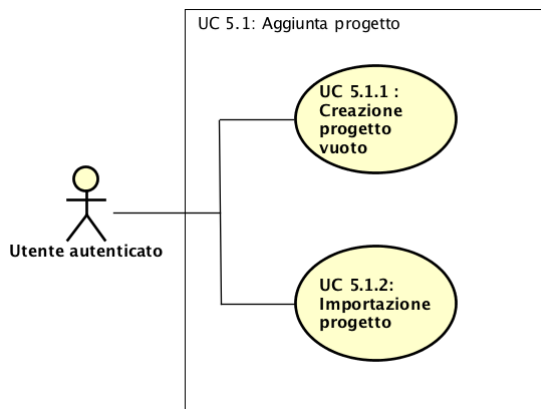 UC 5.1: Aggiunta progetto
UC 5.1.1 :
Creazione
progetto
vuoto
Utente autenticato
UC 5.1.2:
Importazione
progetto